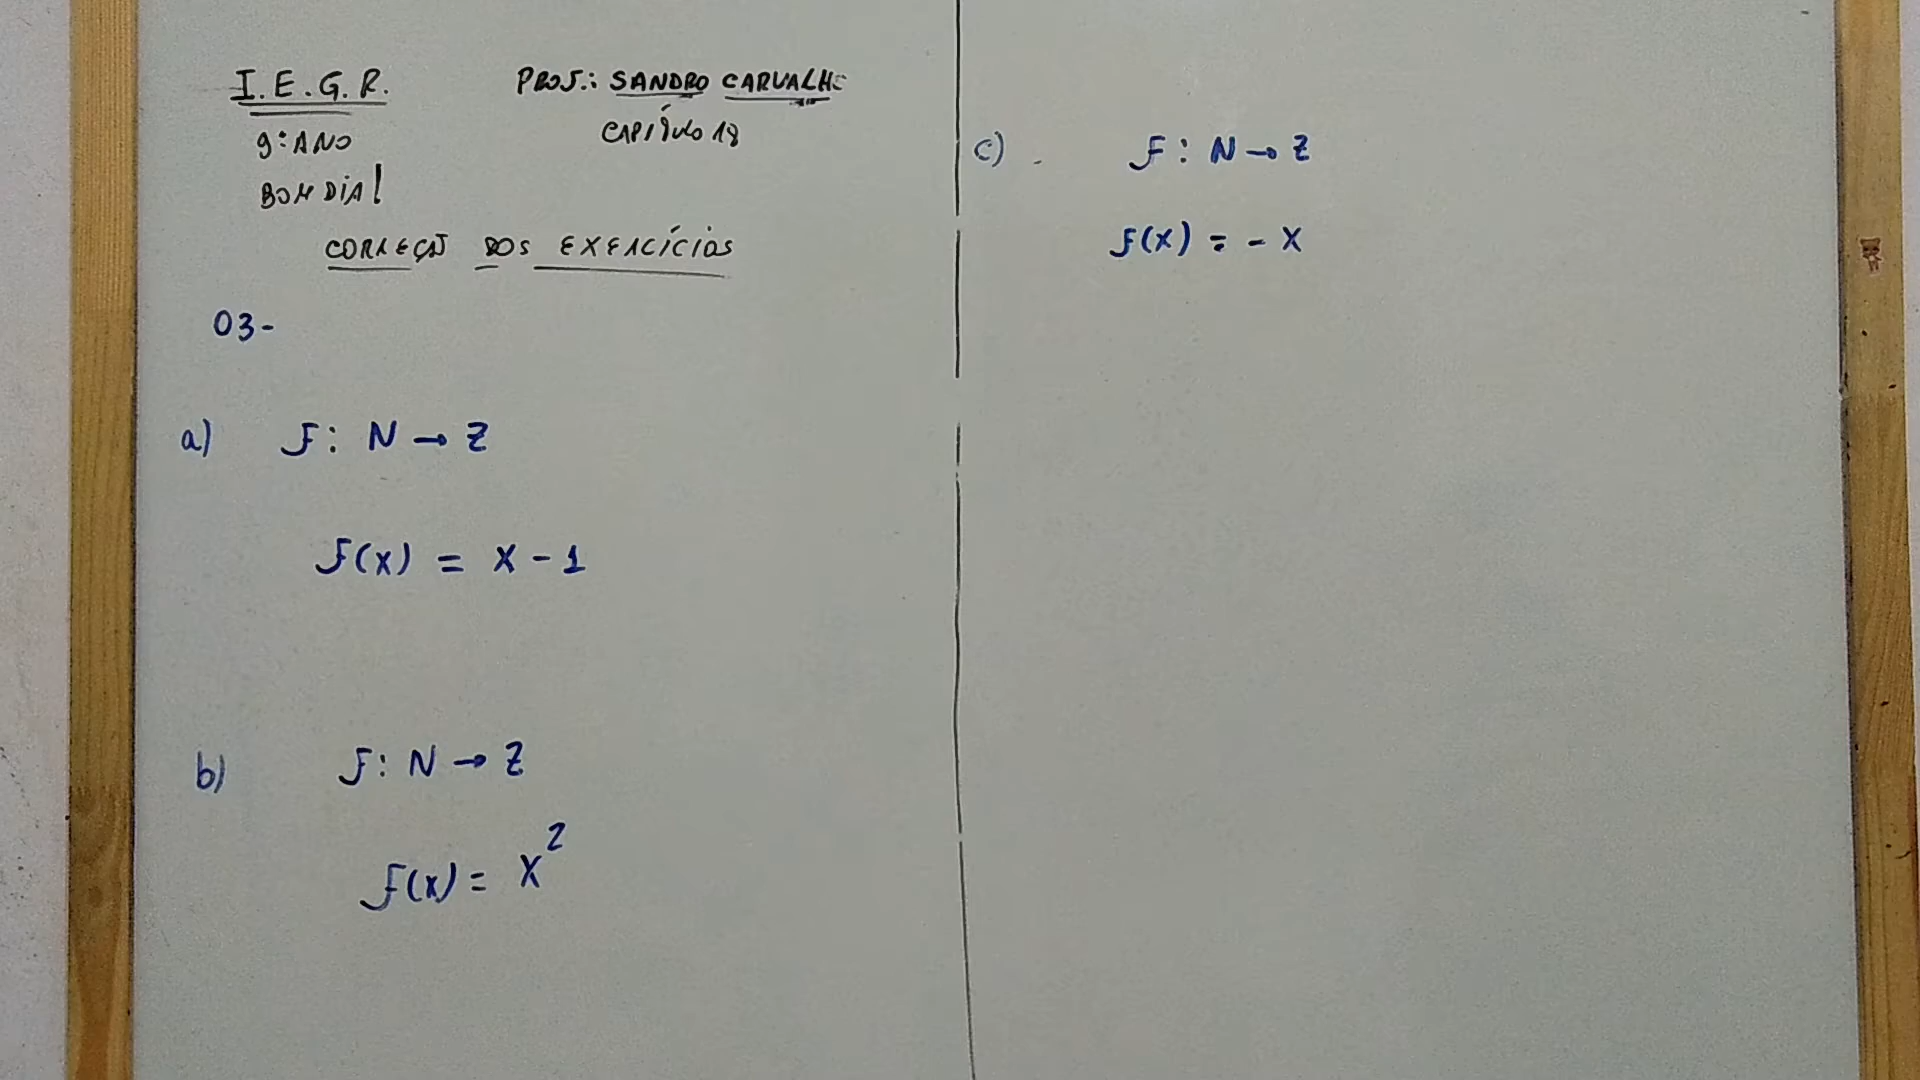 I.E.G.R.
PROF.: SANDRO CARVALHO
9º ANO
CAPÍTULO 18
BOM DIA!
CORREÇÃO DOS EXERCÍCIOS
03-
a) F: N → Z
F(x) = x - 1
b) F: N → Z
F(x) = x²
c) F: N → Z
F(x) = - x